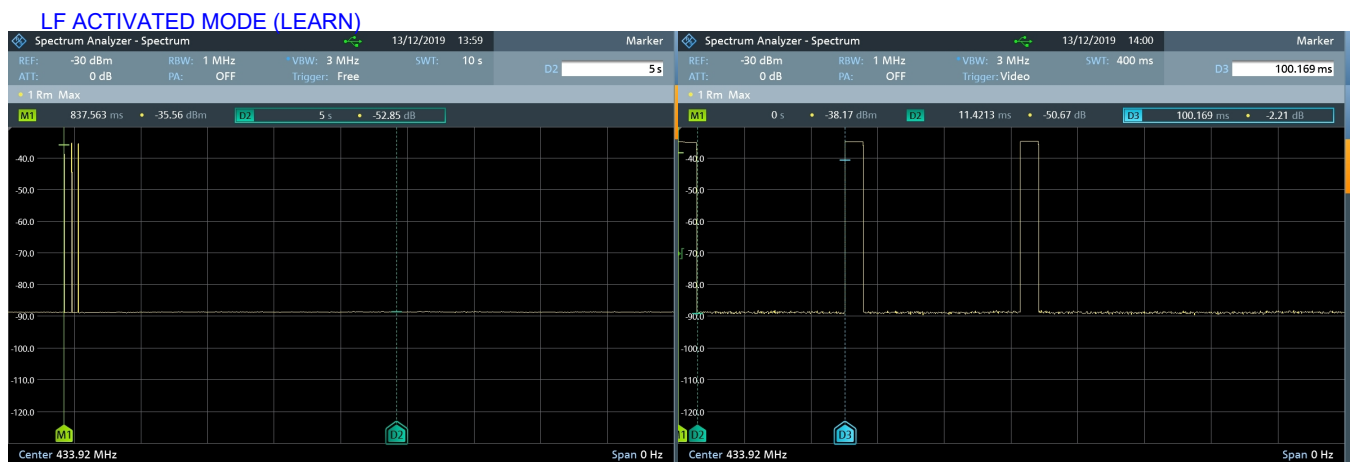 LF ACTIVATED MODE (LEARN)
Spectrum Analyzer - Spectrum 13/12/2019 13:59 Marker
REF: -30 dBm RBW: 1 MHz *VBW: 3 MHz SWT: 10 s
ATT: 0 dB PA: OFF Trigger: Free
D2 5 s
1 Rm Max
M1 837.563 ms -35.56 dBm D2 5 s -52.85 dB
-40.0
-50.0
-60.0
-70.0
-80.0
-90.0
-100.0
-110.0
-120.0
M1 D2
Center 433.92 MHz Span 0 Hz
Spectrum Analyzer - Spectrum 13/12/2019 14:00 Marker
REF: -30 dBm RBW: 1 MHz *VBW: 3 MHz SWT: 400 ms
ATT: 0 dB PA: OFF Trigger: Video
D3 100.169 ms
1 Rm Max
M1 0 s -38.17 dBm D2 11.4213 ms -50.67 dB D3 100.169 ms -2.21 dB
-40.0
-50.0
-60.0
-70.0
-80.0
-90.0
-100.0
-110.0
-120.0
M1 D2 D3
Center 433.92 MHz Span 0 Hz